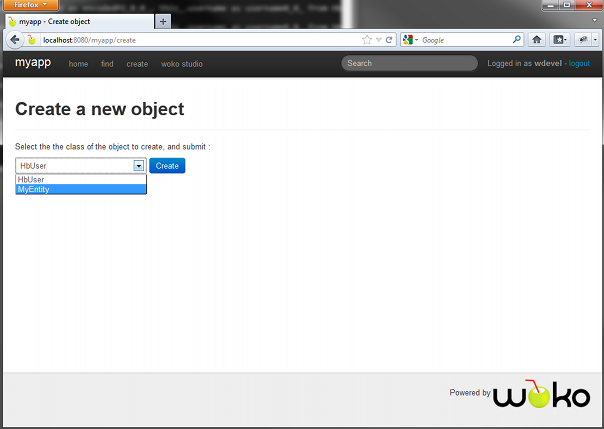 Firefox
myapp - Create object
localhost:8080/myapp/create
Google
myapp home find create woko studio Search Logged in as wdevel - logout
Create a new object
Select the the class of the object to create, and submit :
HbUser Create
HbUser
MyEntity
Powered by woko